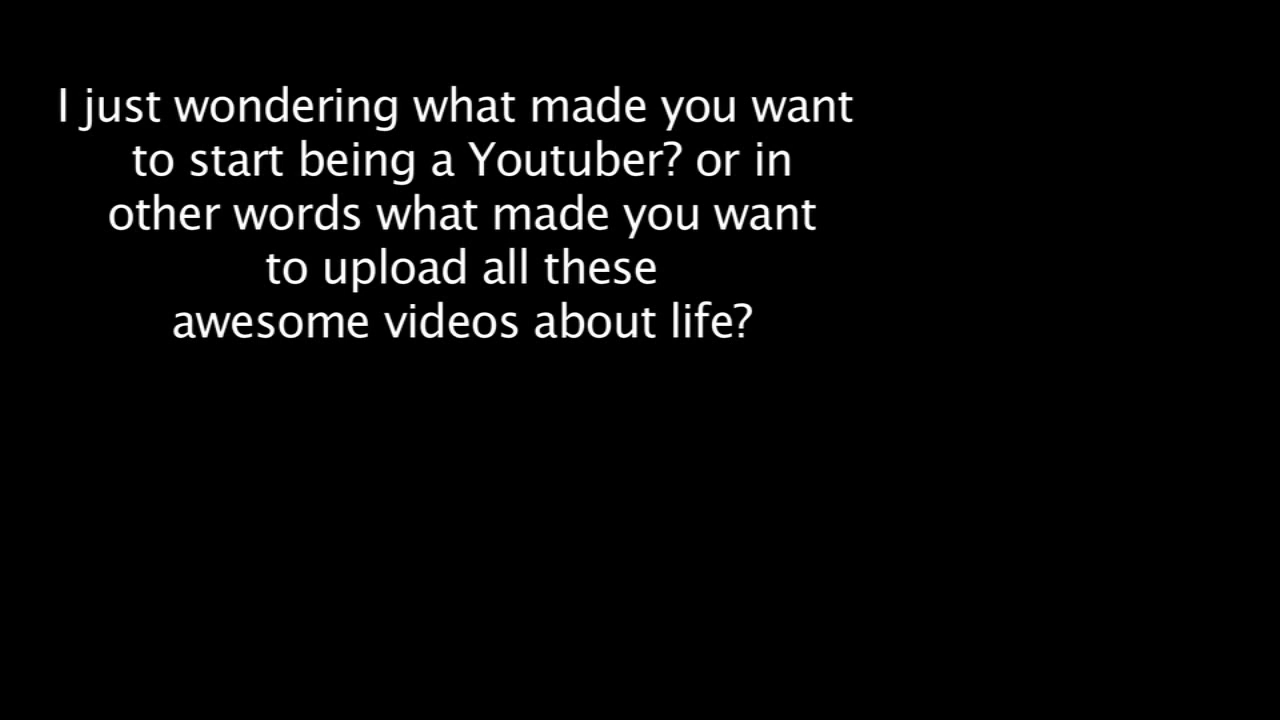 I just wondering what made you want
to start being a Youtuber? or in
other words what made you want
to upload all these
awesome videos about life?